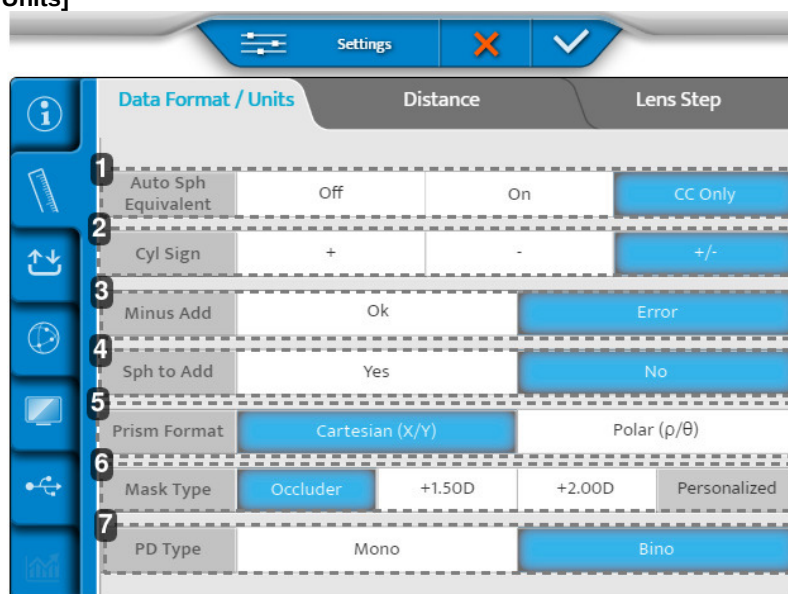 Units]
Settings
Data Format / Units Distance Lens Step
1
Auto Sph Equivalent Off On CC Only
2
Cyl Sign + - +/-
3
Minus Add Ok Error
4
Sph to Add Yes No
5
Prism Format Cartesian (X/Y) Polar (ρ/θ)
6
Mask Type Occluder +1.50D +2.00D Personalized
7
PD Type Mono Bino